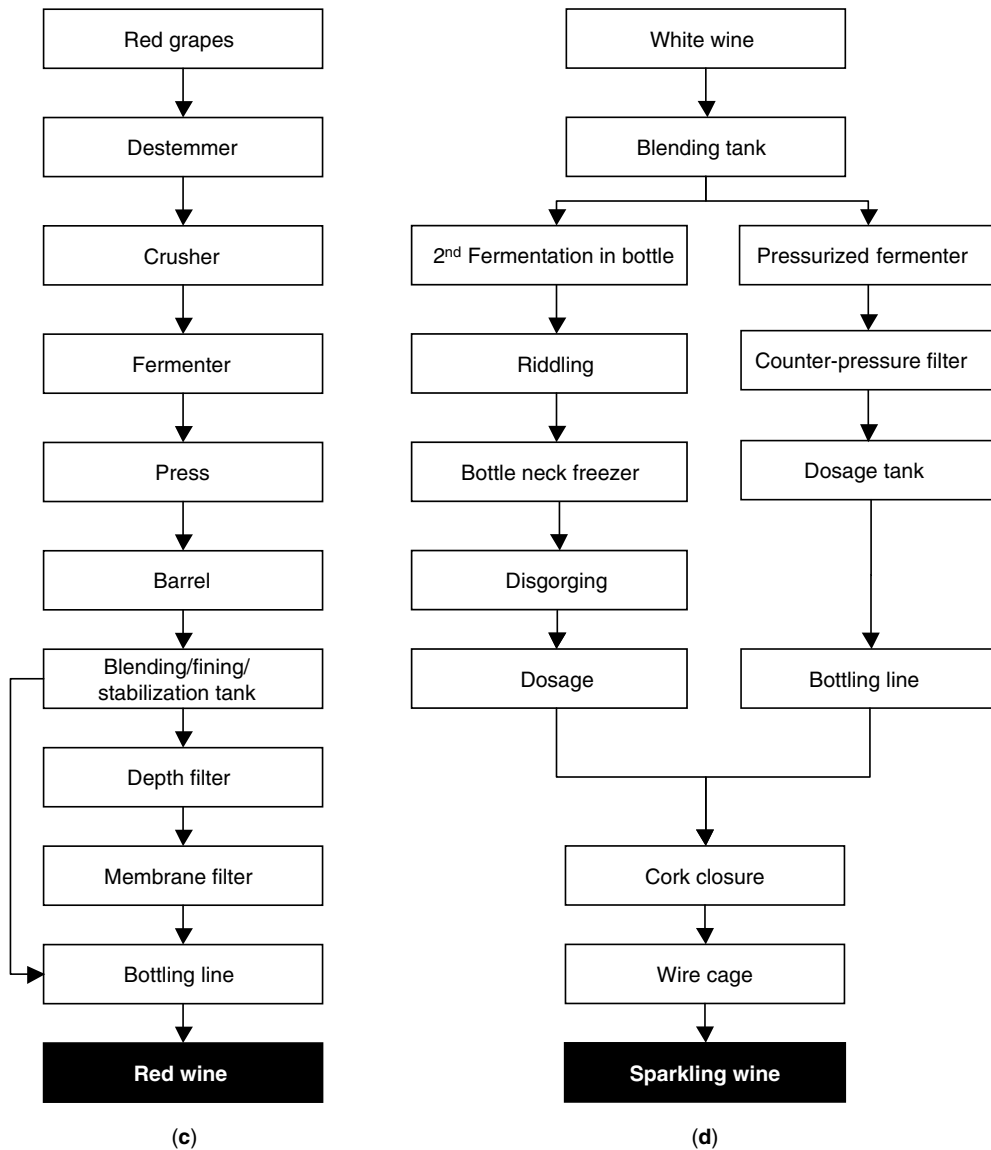 Red grapes
Destemmer
Crusher
Fermenter
Press
Barrel
Blending/fining/
stabilization tank
Depth filter
Membrane filter
Bottling line
Red wine
(c)
White wine
Blending tank
2nd Fermentation in bottle
Riddling
Bottle neck freezer
Disgorging
Dosage
Pressurized fermenter
Counter-pressure filter
Dosage tank
Bottling line
Cork closure
Wire cage
Sparkling wine
(d)